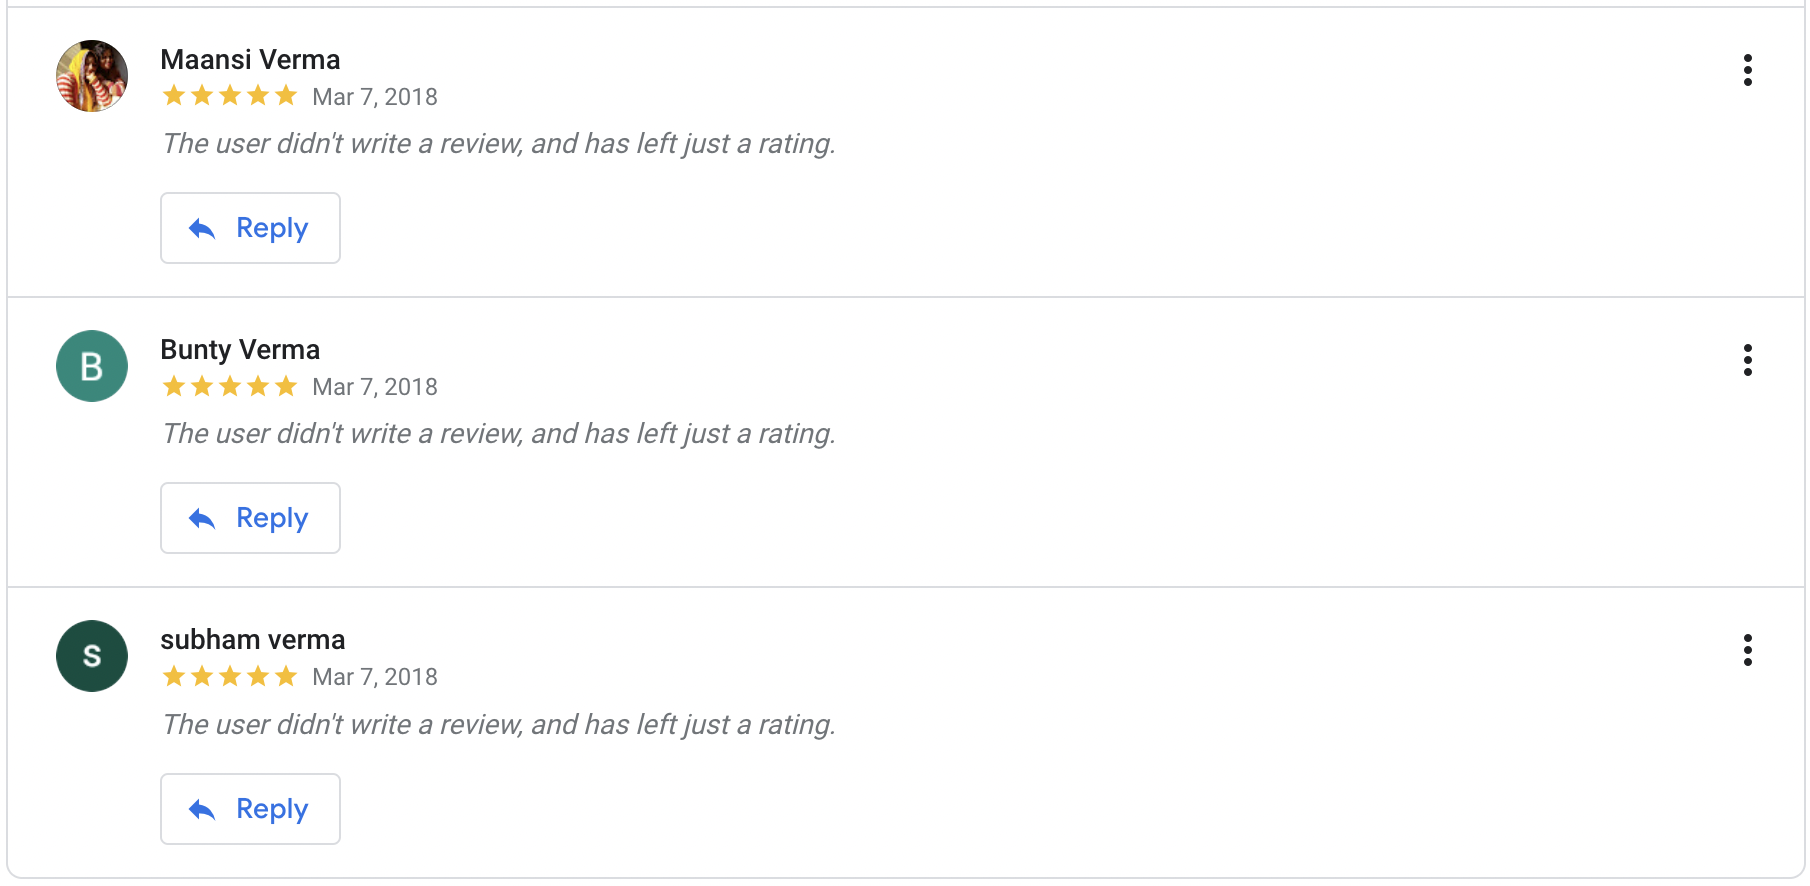 Maansi Verma
Mar 7, 2018
The user didn't write a review, and has left just a rating.
Reply
B
Bunty Verma
Mar 7, 2018
The user didn't write a review, and has left just a rating.
Reply
s
subham verma
Mar 7, 2018
The user didn't write a review, and has left just a rating.
Reply